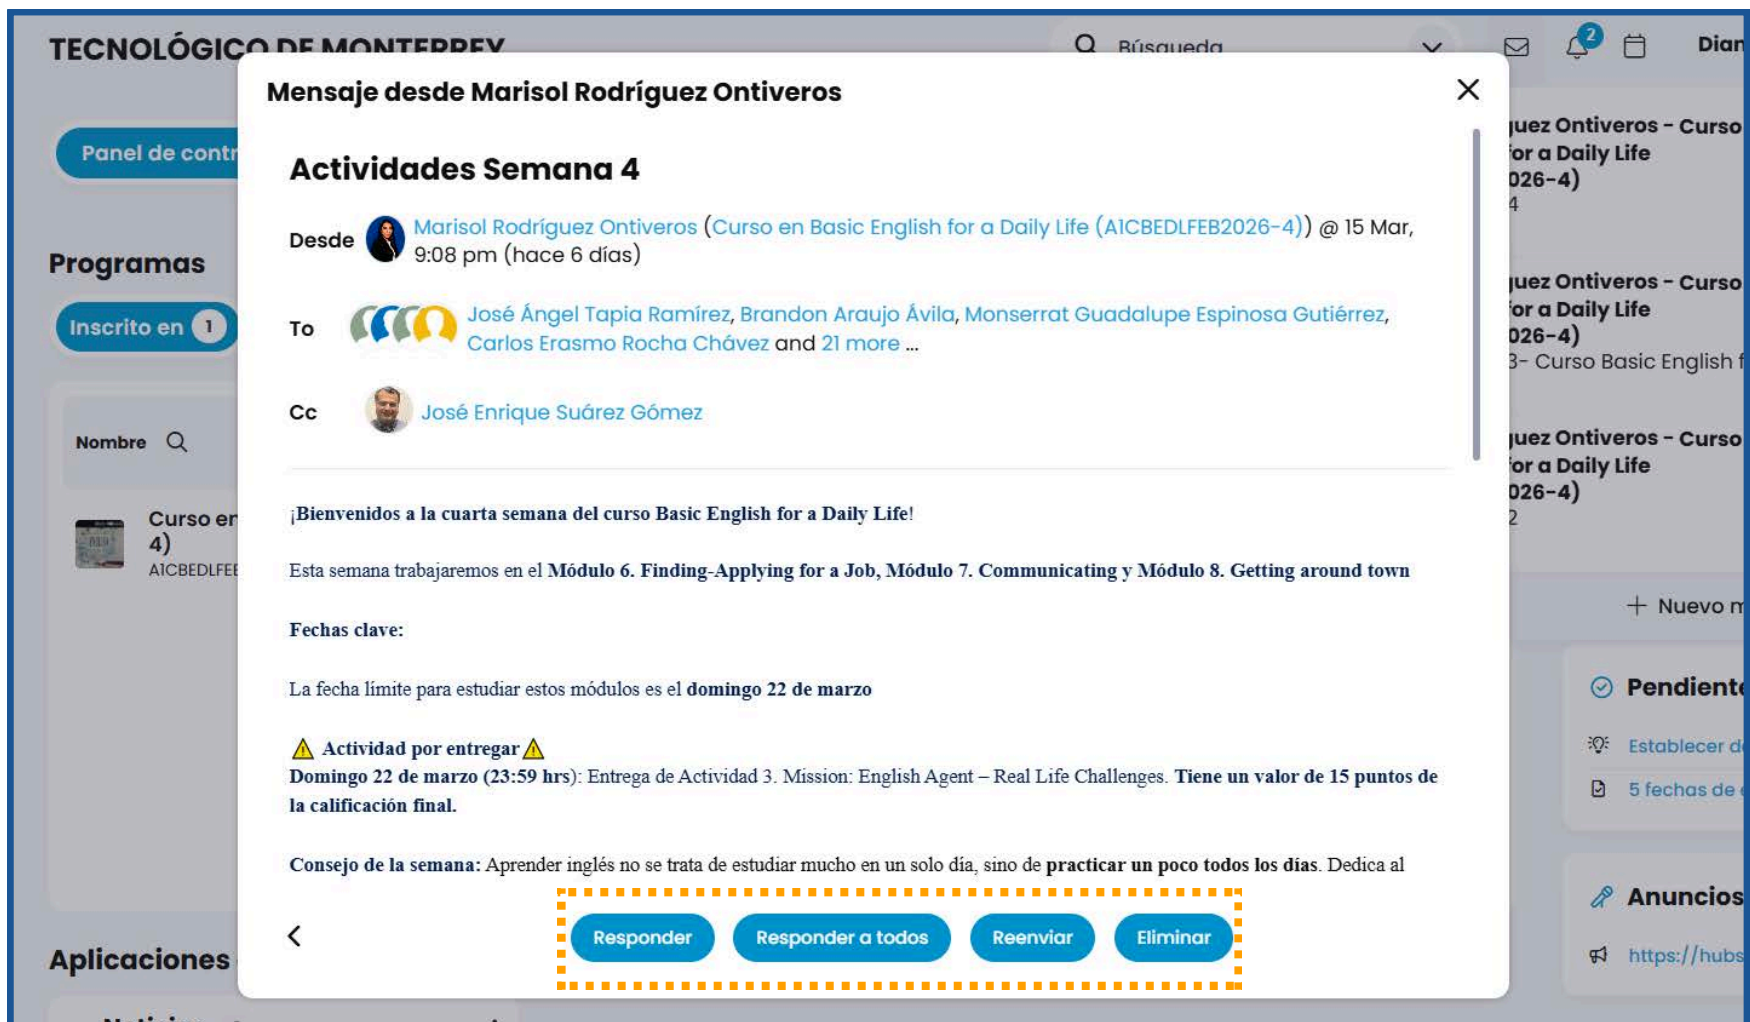 TECNOLÓGICO DE MONTERREY
Búsqueda
2
Dian
Panel de contr
Programas
Inscrito en 1
Nombre
Curso en
4)
A1CBEDLFEE
Aplicaciones
Mensaje desde Marisol Rodríguez Ontiveros
Actividades Semana 4
Desde Marisol Rodríguez Ontiveros (Curso en Basic English for a Daily Life (A1CBEDLFEB2026-4)) @ 15 Mar,
9:08 pm (hace 6 días)
To José Ángel Tapia Ramírez, Brandon Araujo Ávila, Monserrat Guadalupe Espinosa Gutiérrez,
Carlos Erasmo Rocha Chávez and 21 more ...
Cc José Enrique Suárez Gómez
¡Bienvenidos a la cuarta semana del curso Basic English for a Daily Life!
Esta semana trabajaremos en el Módulo 6. Finding-Applying for a Job, Módulo 7. Communicating y Módulo 8. Getting around town
Fechas clave:
La fecha límite para estudiar estos módulos es el domingo 22 de marzo
Actividad por entregar
Domingo 22 de marzo (23:59 hrs): Entrega de Actividad 3. Mission: English Agent – Real Life Challenges. Tiene un valor de 15 puntos de
la calificación final.
Consejo de la semana: Aprender inglés no se trata de estudiar mucho en un solo día, sino de practicar un poco todos los días. Dedica al
Responder
Responder a todos
Reenviar
Eliminar
guez Ontiveros - Curso
for a Daily Life
026-4)
4
guez Ontiveros - Curso
for a Daily Life
026-4)
3- Curso Basic English f
guez Ontiveros - Curso
for a Daily Life
026-4)
2
+ Nuevo m
Pendiente
Establecer de
5 fechas de e
Anuncios
https://hubs